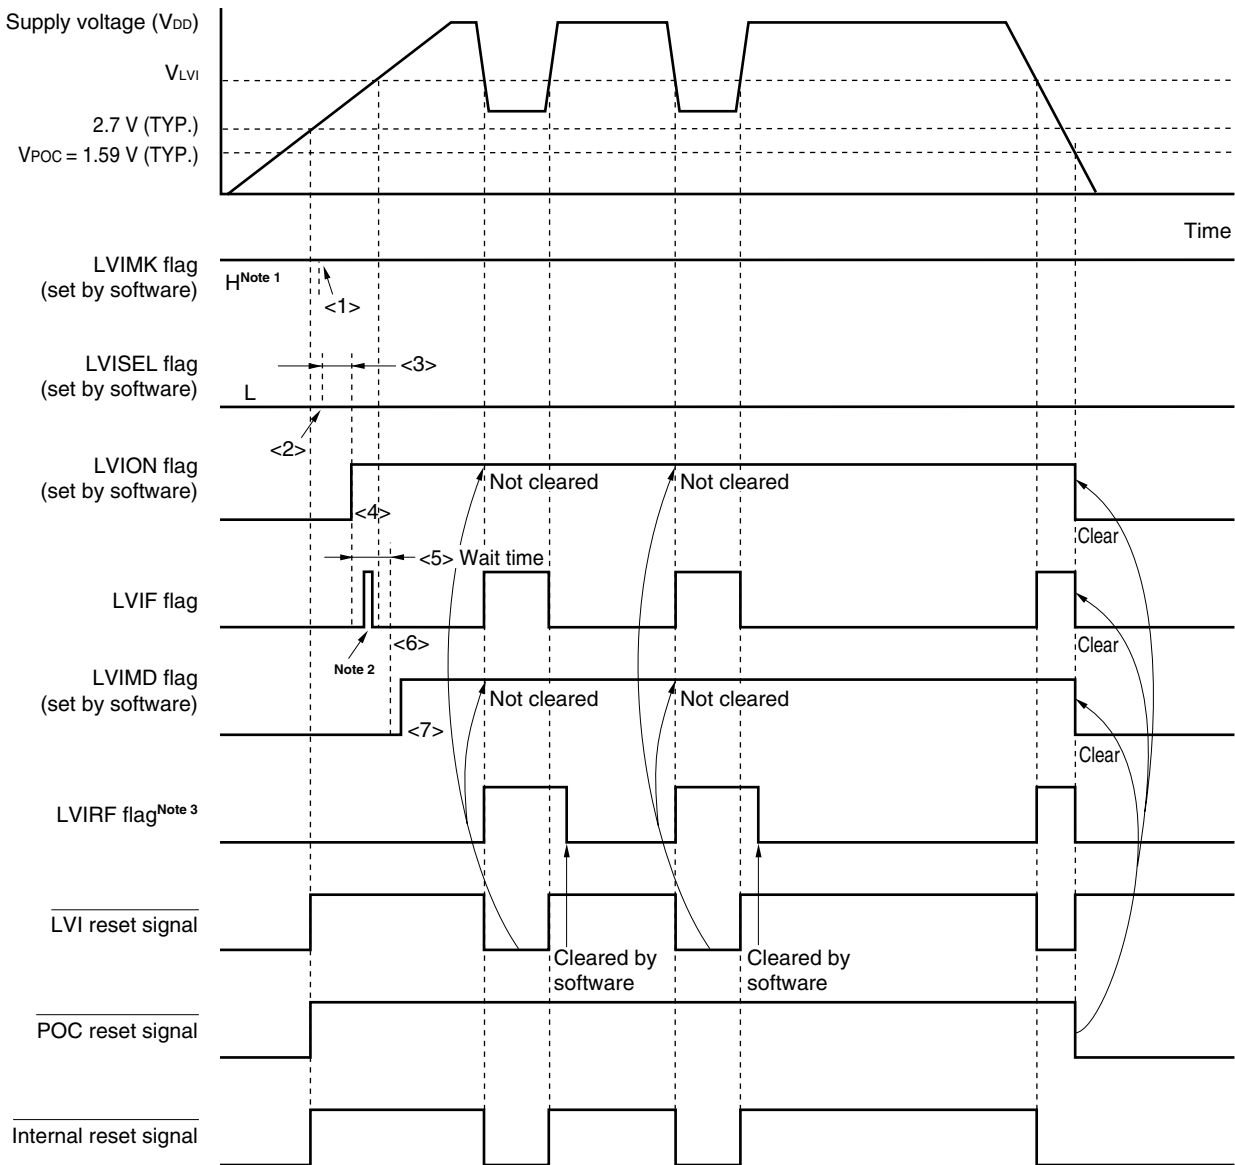 Supply voltage (VDD)
VLVI
2.7 V (TYP.)
VPOC = 1.59 V (TYP.)
Time
LVIMK flag
(set by software)
H Note 1
<1>
LVISEL flag
(set by software)
<3>
L
<2>
LVION flag
(set by software)
Not cleared
Not cleared
<4>
Clear
<5> Wait time
LVIF flag
<6>
Clear
Note 2
LVIMD flag
(set by software)
Not cleared
Not cleared
<7>
Clear
LVIRF flag Note 3
LVI reset signal
Cleared by
software
Cleared by
software
POC reset signal
Internal reset signal